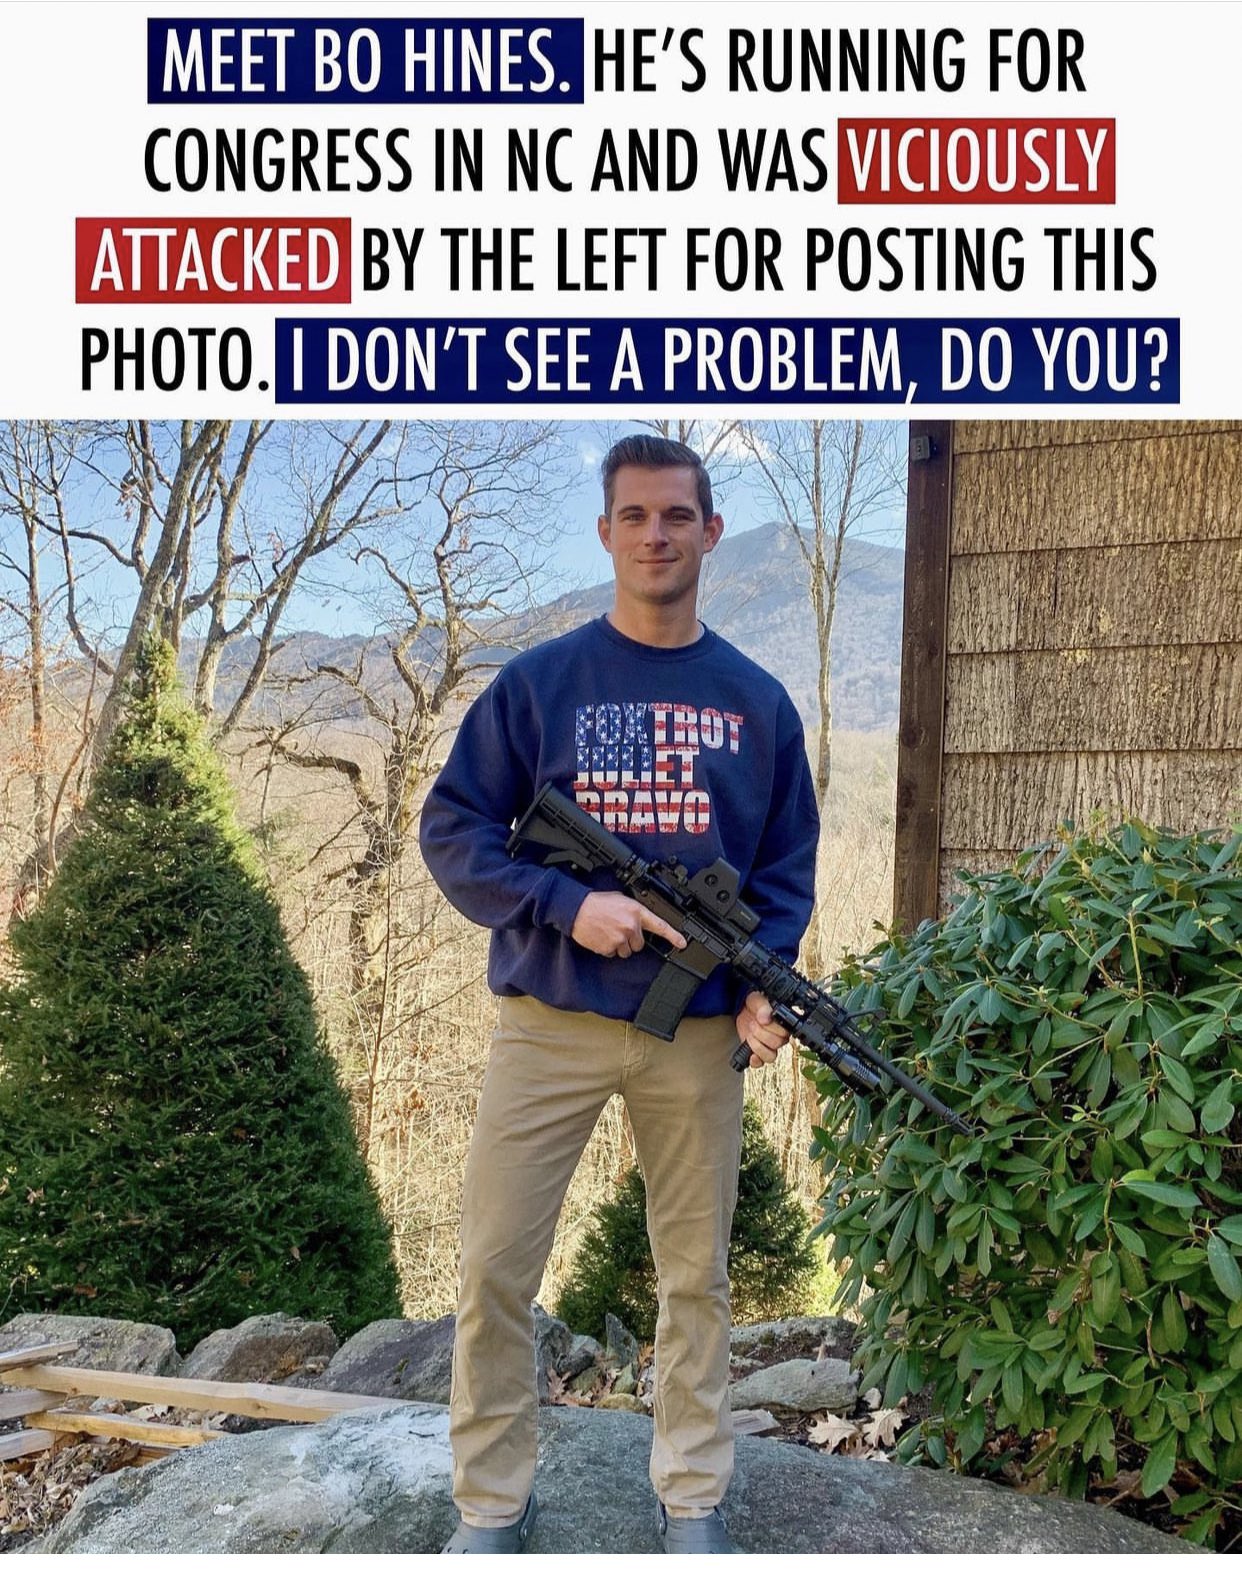 MEET BO HINES. HE'S RUNNING FOR
CONGRESS IN NC AND WAS VICIOUSLY
ATTACKED BY THE LEFT FOR POSTING THIS
PHOTO. I DON'T SEE A PROBLEM, DO YOU?
FOXTROT
JULIET
BRAVO